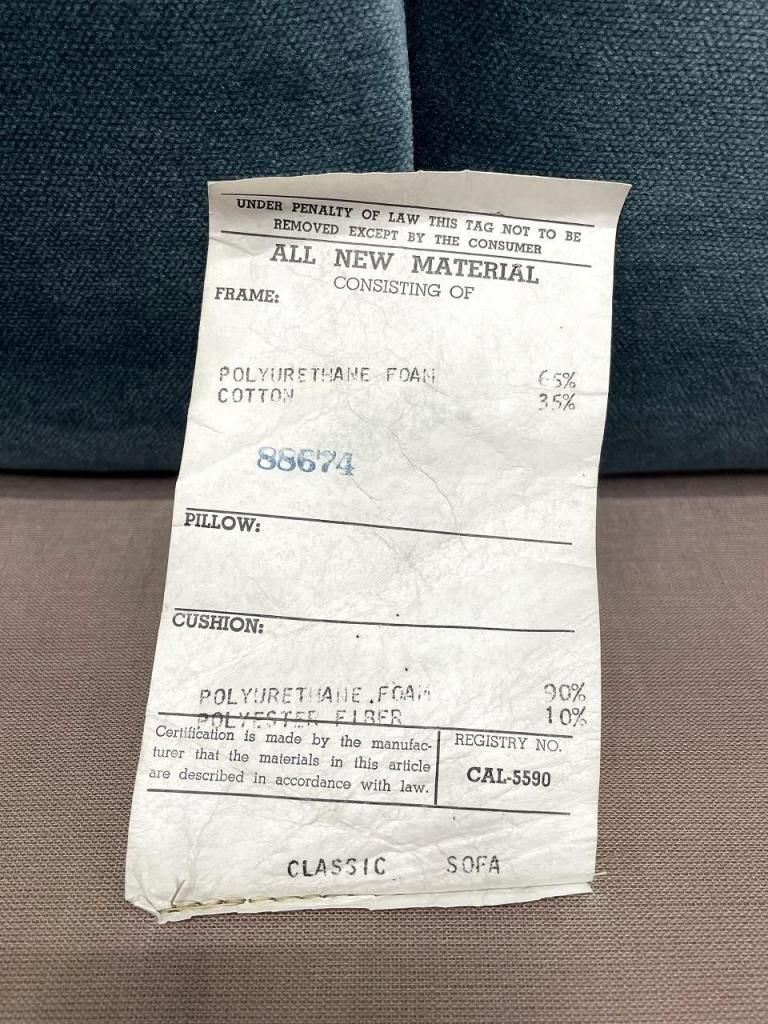 UNDER PENALTY OF LAW THIS TAG NOT TO BE
REMOVED EXCEPT BY THE CONSUMER
ALL NEW MATERIAL
CONSISTING OF
FRAME:
POLYURETHANE FOAM 65%
COTTON 35%
88674
PILLOW:
CUSHION:
POLYURETHANE FOAM 90%
POLYESTER FIBER 10%
Certification is made by the manufac-
turer that the materials in this article
are described in accordance with law.
REGISTRY NO.
CAL-5590
CLASSIC SOFA